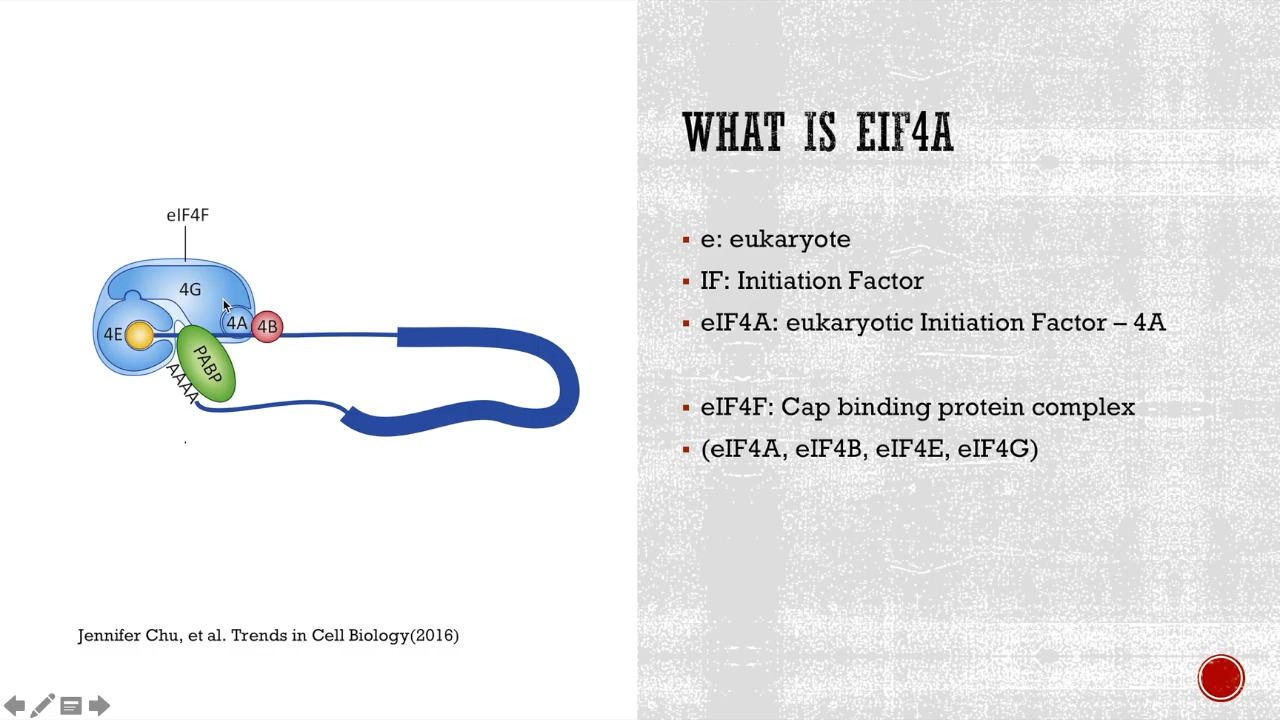 WHAT IS EIF4A
eIF4F
4G
4E
4A
4B
PABP
AAAA
e: eukaryote
IF: Initiation Factor
eIF4A: eukaryotic Initiation Factor – 4A
eIF4F: Cap binding protein complex
(eIF4A, eIF4B, eIF4E, eIF4G)
Jennifer Chu, et al. Trends in Cell Biology(2016)